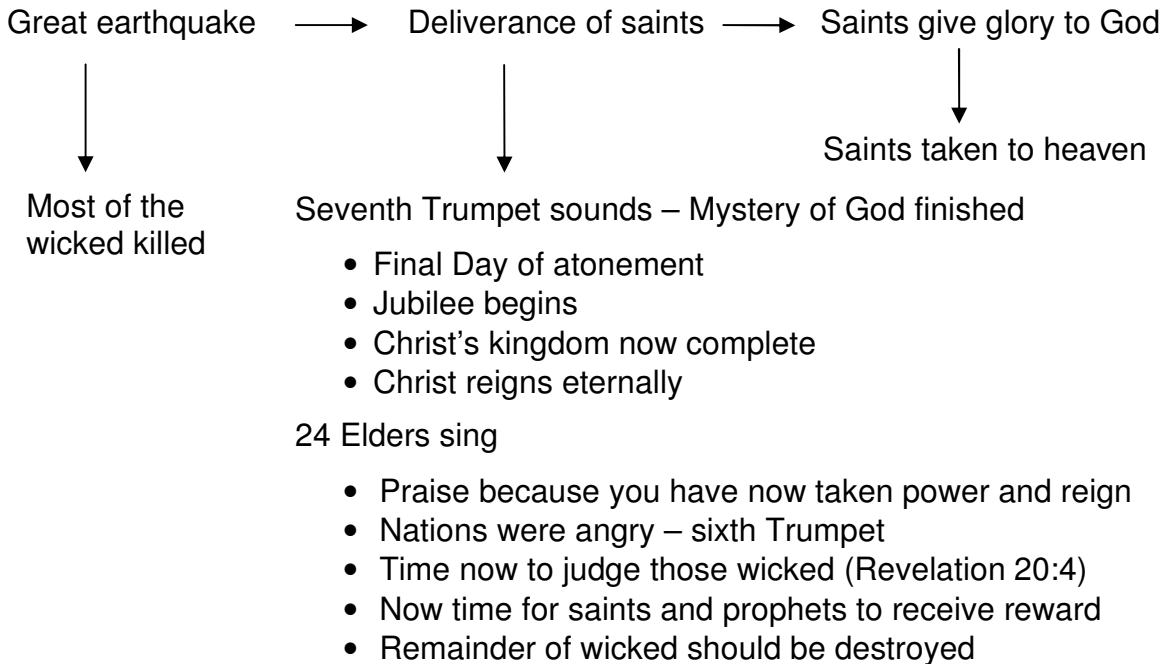 Great earthquake
Deliverance of saints
Saints give glory to God
Saints taken to heaven
Most of the
wicked killed
Seventh Trumpet sounds – Mystery of God finished
• Final Day of atonement
• Jubilee begins
• Christ's kingdom now complete
• Christ reigns eternally
24 Elders sing
• Praise because you have now taken power and reign
• Nations were angry – sixth Trumpet
• Time now to judge those wicked (Revelation 20:4)
• Now time for saints and prophets to receive reward
• Remainder of wicked should be destroyed